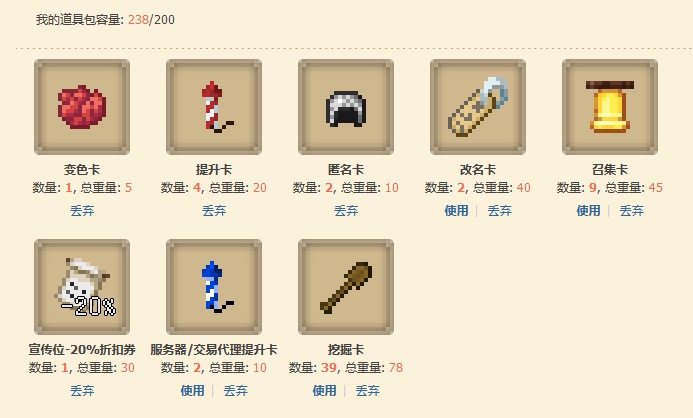 我的道具包容量: 238/200
变色卡 提升卡 匿名卡 改名卡 召集卡
数量: 1, 总重量: 5 数量: 4, 总重量: 20 数量: 2, 总重量: 10 数量: 2, 总重量: 40 数量: 9, 总重量: 45
丢弃 丢弃 丢弃 使用 | 丢弃 使用 | 丢弃
-20%
宣传位-20%折扣券 服务器/交易代理提升卡 挖掘卡
数量: 1, 总重量: 30 数量: 2, 总重量: 10 数量: 39, 总重量: 78
丢弃 使用 | 丢弃 使用 | 丢弃